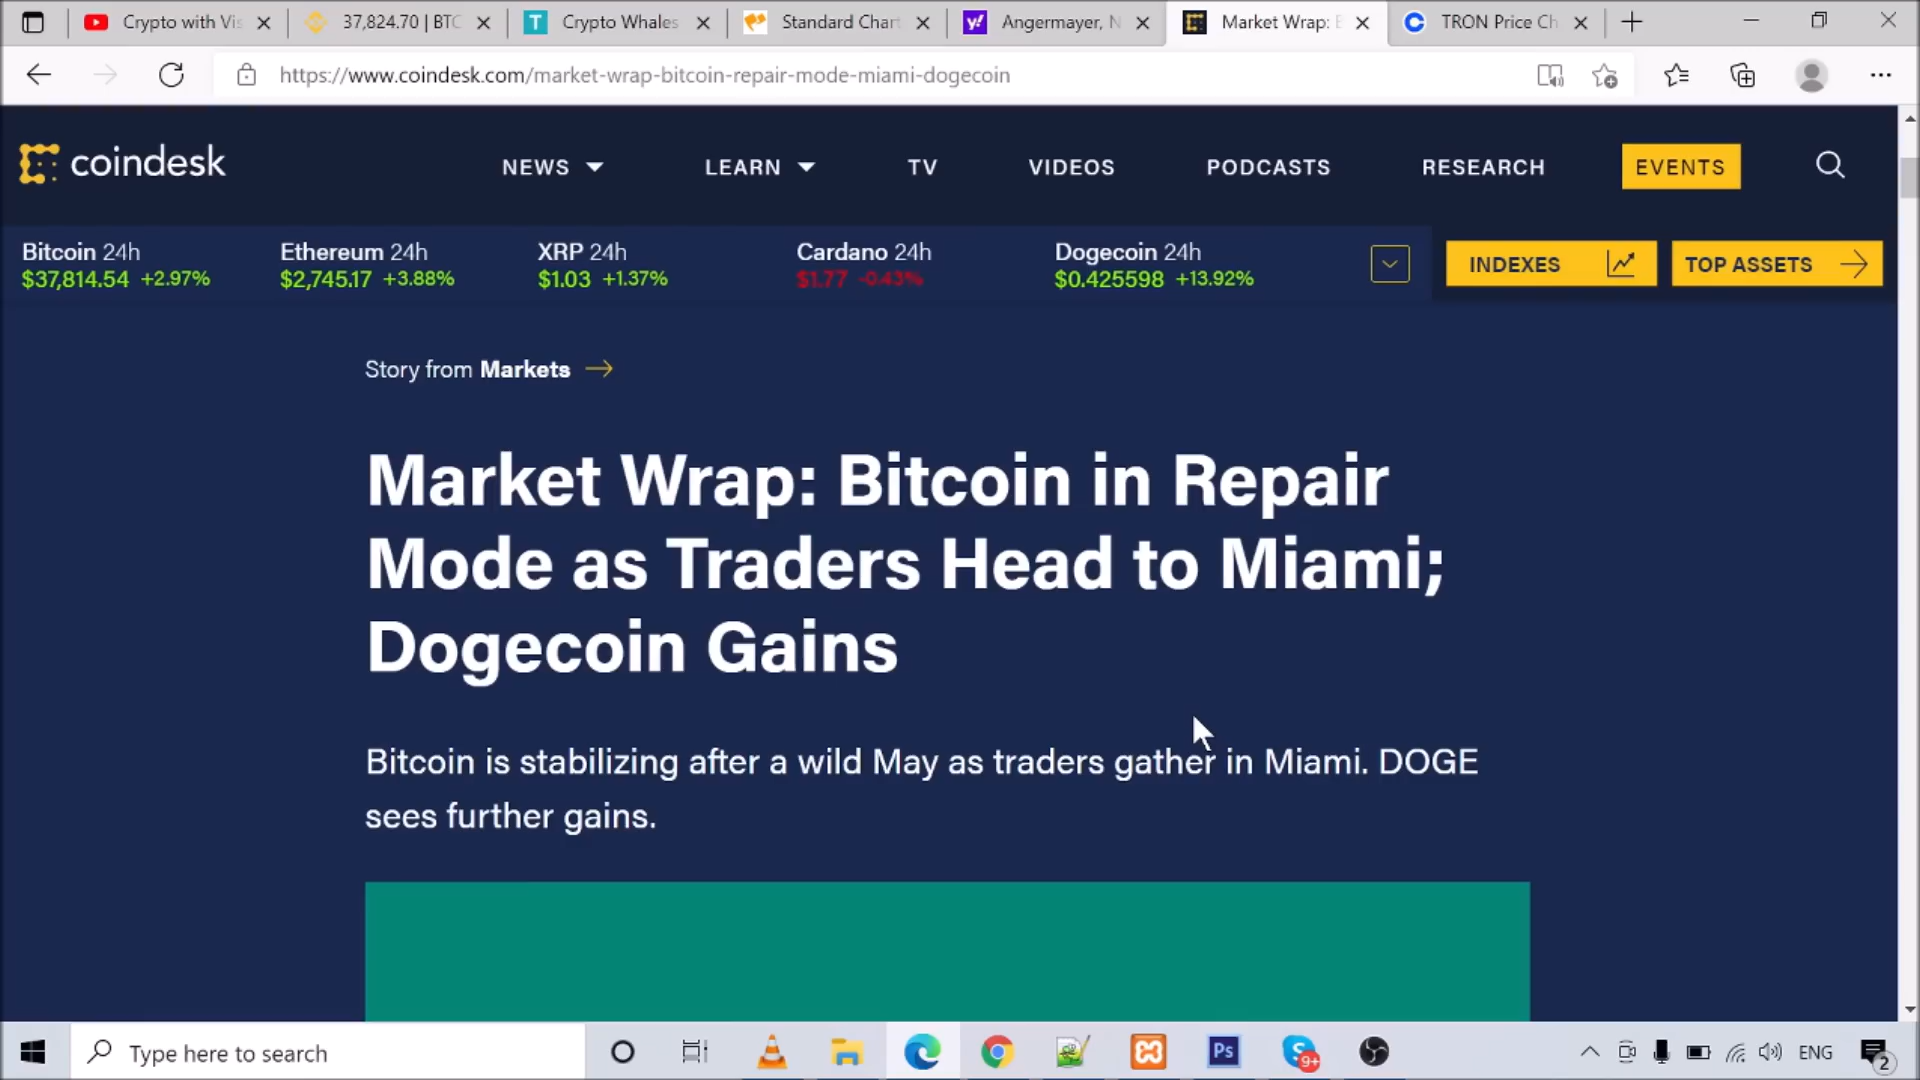 Crypto with Vis
37,824.70 | BTC
Crypto Whales
Standard Chart
Angermayer, N
Market Wrap: B
TRON Price Ch
https://www.coindesk.com/market-wrap-bitcoin-repair-mode-miami-dogecoin
coindesk
NEWS
LEARN
TV
VIDEOS
PODCASTS
RESEARCH
EVENTS
Bitcoin 24h
$37,814.54 +2.97%
Ethereum 24h
$2,745.17 +3.88%
XRP 24h
$1.03 +1.37%
Cardano 24h
$1.77 -0.43%
Dogecoin 24h
$0.425598 +13.92%
INDEXES
TOP ASSETS
Story from Markets
Market Wrap: Bitcoin in Repair
Mode as Traders Head to Miami;
Dogecoin Gains
Bitcoin is stabilizing after a wild May as traders gather in Miami. DOGE
sees further gains.
Type here to search
Ps
S
9+
ENG
2